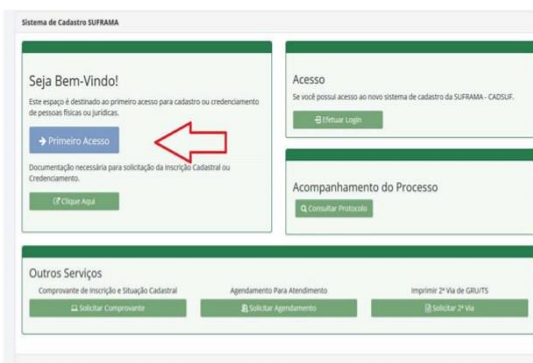 Sistema de Cadastro SUFRAMA
Seja Bem-Vindo!
Este espaço é destinado ao primeiro acesso para cadastro ou credenciamento
de pessoas físicas ou jurídicas.
Primeiro Acesso
Documentação necessária para solicitação da Inscrição Cadastral ou
Credenciamento.
Clique Aqui
Acesso
Se você possui acesso ao novo sistema de cadastro da SUFRAMA - CADSUF.
Efetuar Login
Acompanhamento do Processo
Consultar Protocolo
Outros Serviços
Comprovante de Inscrição e Situação Cadastral
Agendamento Para Atendimento
Imprimir 2ª Via de GRU/TS
Solicitar Comprovante
Solicitar Agendamento
Solicitar 2ª Via